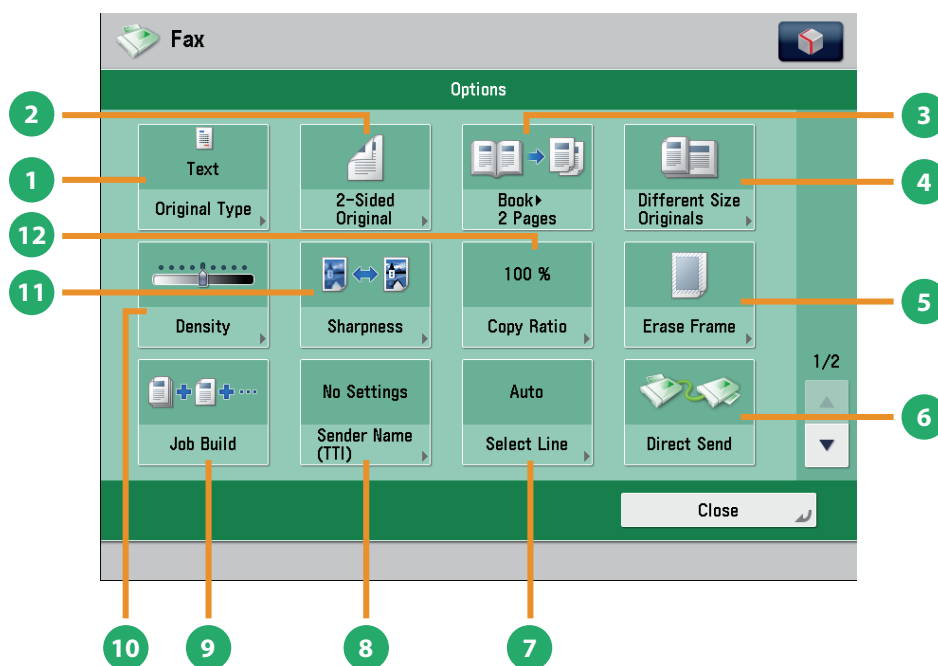 Fax
Options
2
3
1
Text
Original Type
2-Sided
Original
Book▸
2 Pages
Different Size
Originals
4
12
11
Density
Sharpness
100 %
Copy Ratio
Erase Frame
5
1/2
Job Build
No Settings
Sender Name
(TTI)
Auto
Select Line
Direct Send
6
Close
10
9
8
7